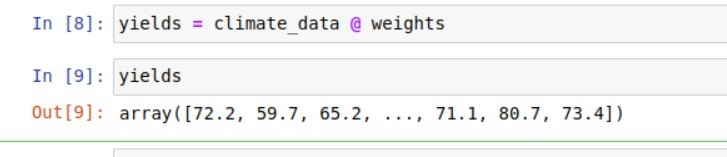 In [8]: yields = climate_data @ weights
In [9]: yields
Out[9]: array([72.2, 59.7, 65.2, ..., 71.1, 80.7, 73.4])